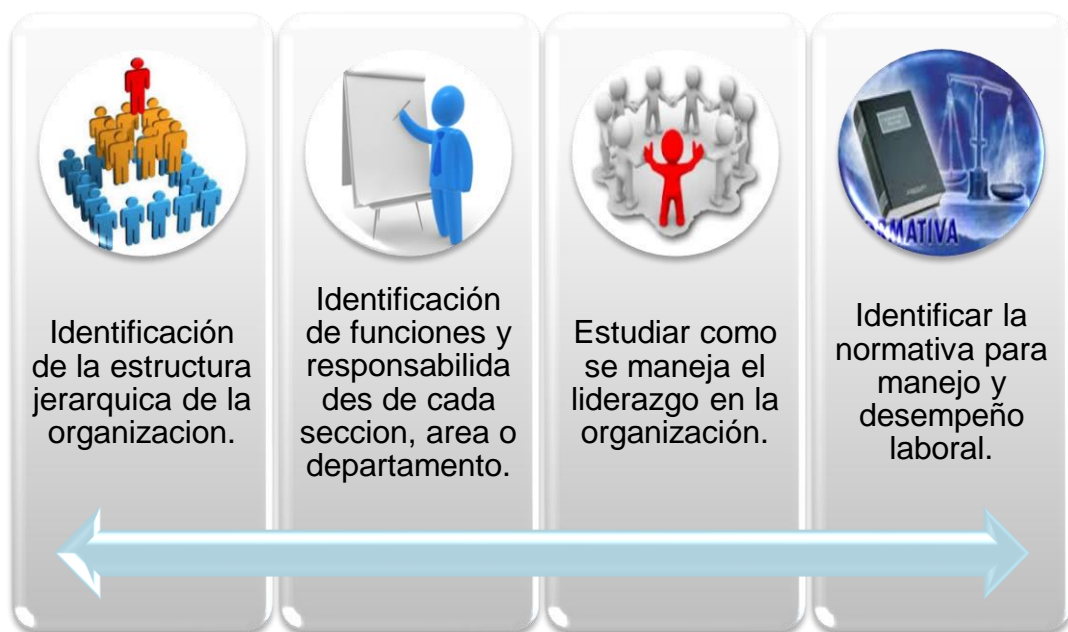 Identificación
de la estructura
jerarquica de la
organizacion.
Identificación
de funciones y
responsabilida
des de cada
seccion, area o
departamento.
Estudiar como
se maneja el
liderazgo en la
organización.
ORMATIVA
Identificar la
normativa para
manejo y
desempeño
laboral.